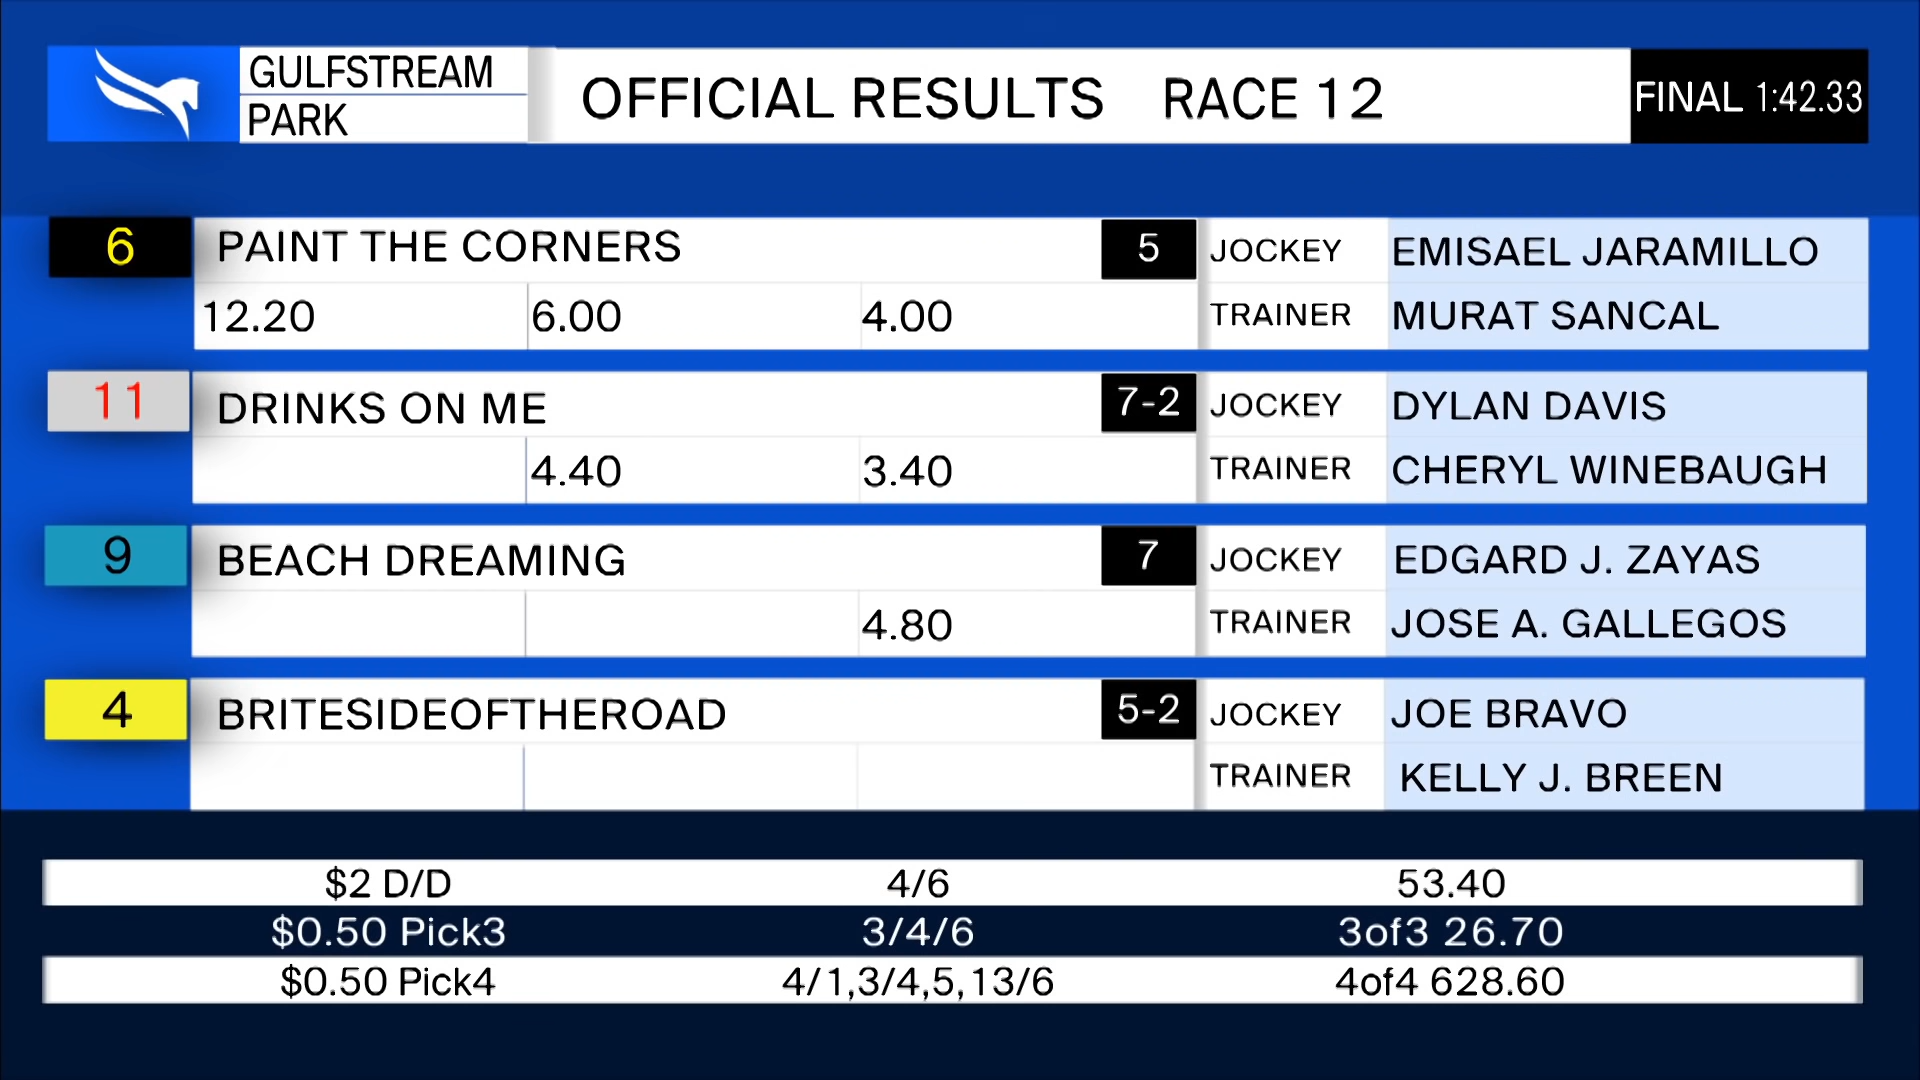 GULFSTREAM
PARK
OFFICIAL RESULTS RACE 12
FINAL 1:42.33
6 PAINT THE CORNERS 5 JOCKEY EMISAEL JARAMILLO
12.20 6.00 4.00 TRAINER MURAT SANCAL
11 DRINKS ON ME 7-2 JOCKEY DYLAN DAVIS
4.40 3.40 TRAINER CHERYL WINEBAUGH
9 BEACH DREAMING 7 JOCKEY EDGARD J. ZAYAS
4.80 TRAINER JOSE A. GALLEGOS
4 BRITESIDEOFTHEROAD 5-2 JOCKEY JOE BRAVO
TRAINER KELLY J. BREEN
$2 D/D 4/6 53.40
$0.50 Pick3 3/4/6 3of3 26.70
$0.50 Pick4 4/1,3/4,5,13/6 4of4 628.60